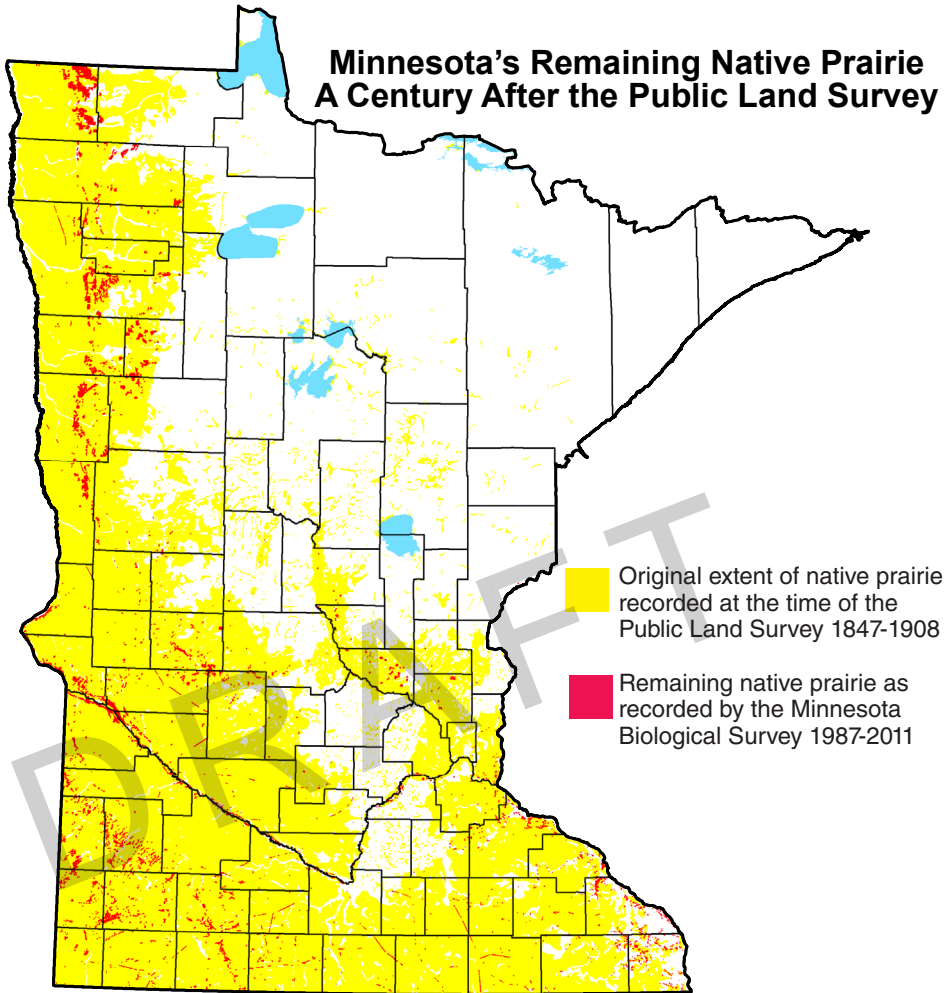 Minnesota's Remaining Native Prairie
A Century After the Public Land Survey
Original extent of native prairie
recorded at the time of the
Public Land Survey 1847-1908
Remaining native prairie as
recorded by the Minnesota
Biological Survey 1987-2011
DRAFT